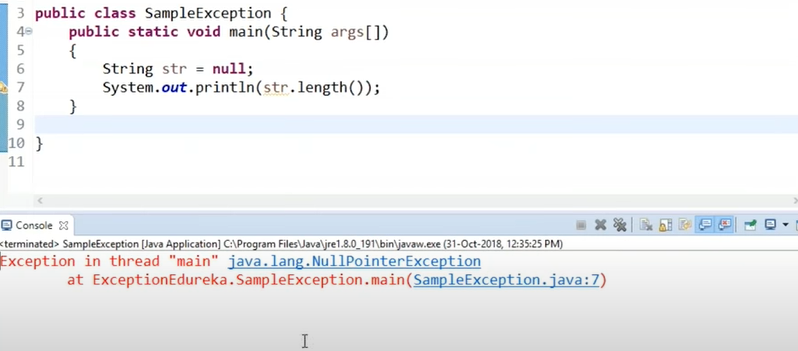 3 public class SampleException {
4 public static void main(String args[])
5 {
6 String str = null;
7 System.out.println(str.length());
8 }
9
10 }
11
Console
<terminated> SampleException [Java Application] C:\Program Files\Java\jre1.8.0_191\bin\javaw.exe (31-Oct-2018, 12:35:25 PM)
Exception in thread "main" java.lang.NullPointerException
at ExceptionEdureka.SampleException.main(SampleException.java:7)